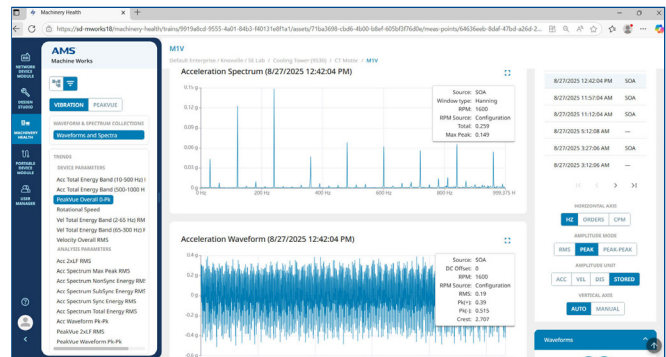 Machinery Health
https://sd-mworks18/machinery-health/trains/9919a8cd-9555-4a01-84b3-f40131e8f1a1/assets/71ba3698-cbd6-4b00-b8ef-605bf3f76d0e/meas-points/64636eeb-8daf-47bd-a26d-2...
NETWORK DEVICE MODULE
DESIGN STUDIO
MACHINERY HEALTH
PORTABLE DEVICE MODULE
USER MANAGER
AMS
Machine Works
VIBRATION PEAKVUE
WAVEFORM & SPECTRUM COLLECTIONS
Waveforms and Spectra
TRENDS
DEVICE PARAMETERS
Acc Total Energy Band (10-500 Hz)
Acc Total Energy Band (500-1000 H
PeakVue Overall 0-Pk
Rotational Speed
Vel Total Energy Band (2-65 Hz) RM
Vel Total Energy Band (65-300 Hz)
Velocity Overall RMS
ANALYSIS PARAMETERS
Acc 2xLF RMS
Acc Spectrum Max Peak RMS
Acc Spectrum NonSync Energy RMS
Acc Spectrum SubSync Energy RMS
Acc Spectrum Sync Energy RMS
Acc Spectrum Total Energy RMS
Acc Waveform Pk-Pk
PeakVue 2xLF RMS
PeakVue Waveform Pk-Pk
M1V
Default Enterprise / Knoxville / SE Lab / Cooling Tower (9530) / CT Motor / M1V
Acceleration Spectrum (8/27/2025 12:42:04 PM)
0.15 g
0.12 g
0.09 g
0.06 g
0.03 g
0 g
0 Hz 200 Hz 400 Hz 600 Hz 800 Hz 999.375 H
Source: SOA
Window type: Hanning
RPM: 1600
RPM Source: Configuration
Total: 0.259
Max Peak: 0.149
Acceleration Waveform (8/27/2025 12:42:04 PM)
0.4 g
0.2 g
0 g
-0.2 g
-0.4 g
-0.6 g
Source: SOA
DC Offset: 0
RPM: 1600
RPM Source: Configuration
RMS: 0.19
Pk(+): 0.39
Pk(-): 0.515
Crest: 2.707
8/27/2025 12:42:04 PM SOA
8/27/2025 11:57:04 AM SOA
8/27/2025 11:12:04 AM SOA
8/27/2025 5:12:08 AM —
8/27/2025 3:27:06 AM SOA
8/27/2025 3:12:06 AM —
HORIZONTAL AXIS
HZ ORDERS CPM
AMPLITUDE MODE
RMS PEAK PEAK-PEAK
AMPLITUDE UNIT
ACC VEL DIS STORED
VERTICAL AXIS
AUTO MANUAL
Waveforms